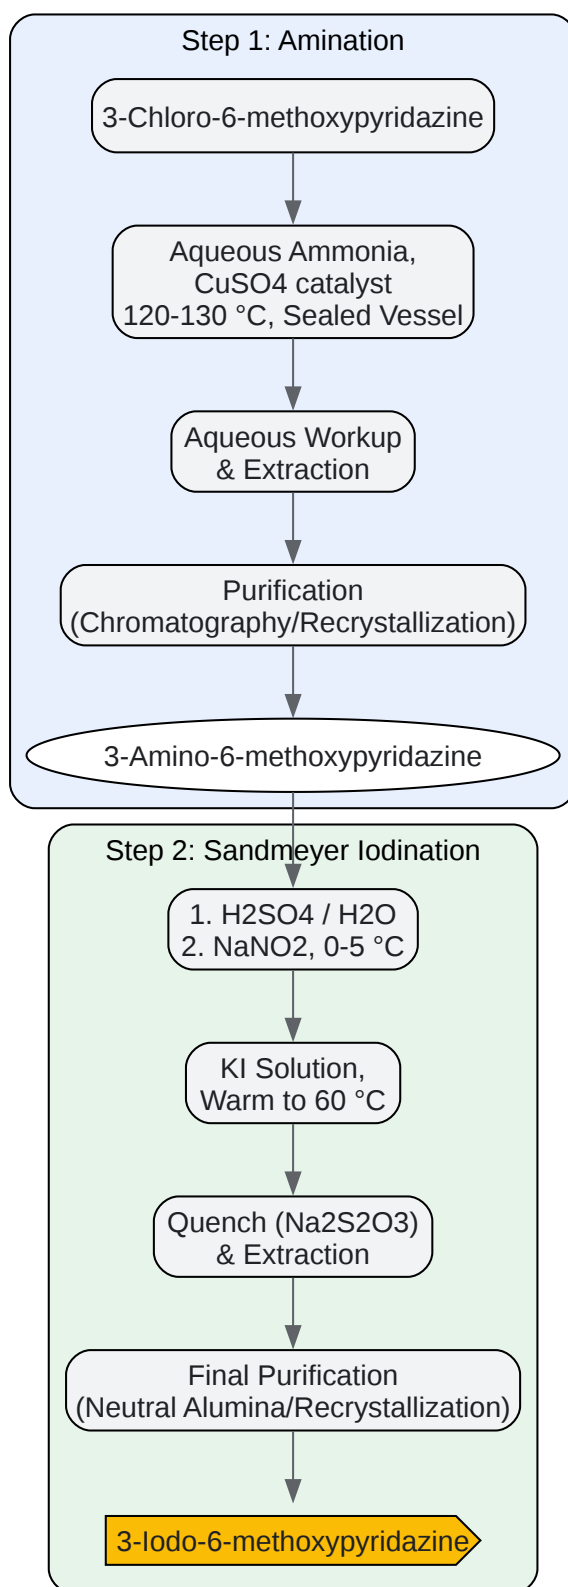 Step 1: Amination
3-Chloro-6-methoxypyridazine
Aqueous Ammonia,
CuSO4 catalyst
120-130 °C, Sealed Vessel
Aqueous Workup
& Extraction
Purification
(Chromatography/Recrystallization)
3-Amino-6-methoxypyridazine
Step 2: Sandmeyer Iodination
1. H2SO4 / H2O
2. NaNO2, 0-5 °C
KI Solution,
Warm to 60 °C
Quench (Na2S2O3)
& Extraction
Final Purification
(Neutral Alumina/Recrystallization)
3-Iodo-6-methoxypyridazine